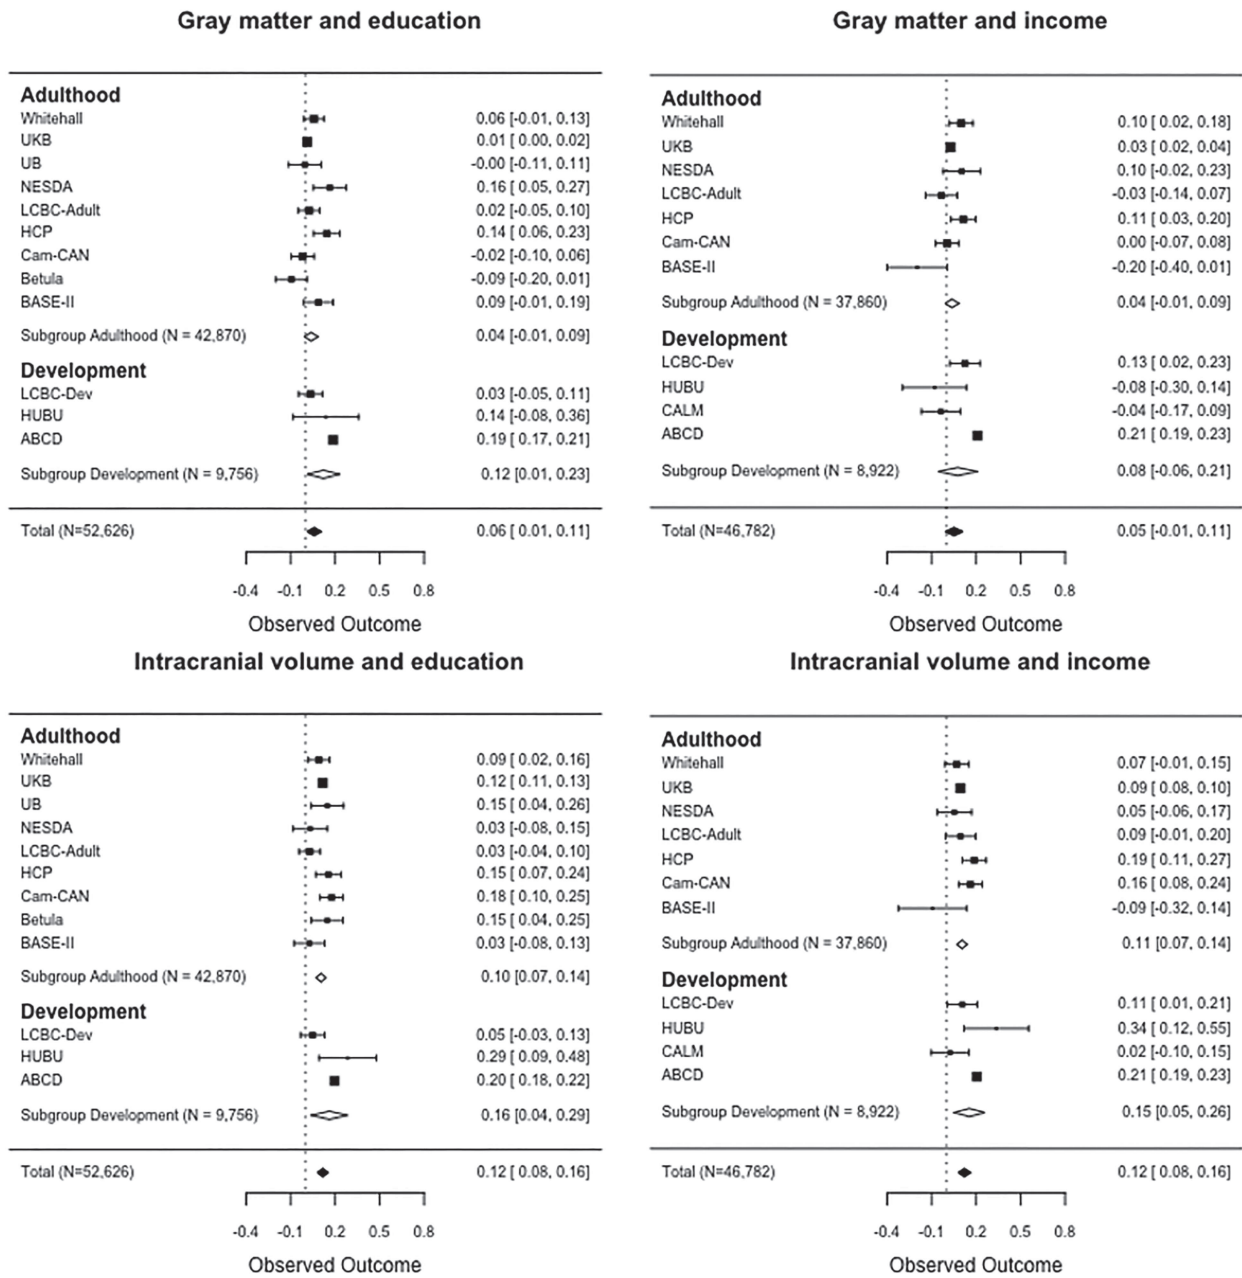 Gray matter and education
Adulthood
Whitehall 0.06 [-0.01, 0.13]
UKB 0.01 [ 0.00, 0.02]
UB -0.00 [-0.11, 0.11]
NESDA 0.16 [ 0.05, 0.27]
LCBC-Adult 0.02 [-0.05, 0.10]
HCP 0.14 [ 0.06, 0.23]
Cam-CAN -0.02 [-0.10, 0.06]
Betula -0.09 [-0.20, 0.01]
BASE-II 0.09 [-0.01, 0.19]
Subgroup Adulthood (N = 42,870) 0.04 [-0.01, 0.09]
Development
LCBC-Dev 0.03 [-0.05, 0.11]
HUBU 0.14 [-0.08, 0.36]
ABCD 0.19 [ 0.17, 0.21]
Subgroup Development (N = 9,756) 0.12 [0.01, 0.23]
Total (N=52,626) 0.06 [ 0.01, 0.11]
-0.4 -0.1 0.2 0.5 0.8
Observed Outcome
Gray matter and income
Adulthood
Whitehall 0.10 [ 0.02, 0.18]
UKB 0.03 [ 0.02, 0.04]
NESDA 0.10 [-0.02, 0.23]
LCBC-Adult -0.03 [-0.14, 0.07]
HCP 0.11 [ 0.03, 0.20]
Cam-CAN 0.00 [-0.07, 0.08]
BASE-II -0.20 [-0.40, 0.01]
Subgroup Adulthood (N = 37,860) 0.04 [-0.01, 0.09]
Development
LCBC-Dev 0.13 [ 0.02, 0.23]
HUBU -0.08 [-0.30, 0.14]
CALM -0.04 [-0.17, 0.09]
ABCD 0.21 [ 0.19, 0.23]
Subgroup Development (N = 8,922) 0.08 [-0.06, 0.21]
Total (N=46,782) 0.05 [-0.01, 0.11]
-0.4 -0.1 0.2 0.5 0.8
Observed Outcome
Intracranial volume and education
Adulthood
Whitehall 0.09 [ 0.02, 0.16]
UKB 0.12 [ 0.11, 0.13]
UB 0.15 [ 0.04, 0.26]
NESDA 0.03 [-0.08, 0.15]
LCBC-Adult 0.03 [-0.04, 0.10]
HCP 0.15 [ 0.07, 0.24]
Cam-CAN 0.18 [ 0.10, 0.25]
Betula 0.15 [ 0.04, 0.25]
BASE-II 0.03 [-0.08, 0.13]
Subgroup Adulthood (N = 42,870) 0.10 [0.07, 0.14]
Development
LCBC-Dev 0.05 [-0.03, 0.13]
HUBU 0.29 [ 0.09, 0.48]
ABCD 0.20 [ 0.18, 0.22]
Subgroup Development (N = 9,756) 0.16 [0.04, 0.29]
Total (N=52,626) 0.12 [ 0.08, 0.16]
-0.4 -0.1 0.2 0.5 0.8
Observed Outcome
Intracranial volume and income
Adulthood
Whitehall 0.07 [-0.01, 0.15]
UKB 0.09 [ 0.08, 0.10]
NESDA 0.05 [-0.06, 0.17]
LCBC-Adult 0.09 [-0.01, 0.20]
HCP 0.19 [ 0.11, 0.27]
Cam-CAN 0.16 [ 0.08, 0.24]
BASE-II -0.09 [-0.32, 0.14]
Subgroup Adulthood (N = 37,860) 0.11 [0.07, 0.14]
Development
LCBC-Dev 0.11 [ 0.01, 0.21]
HUBU 0.34 [ 0.12, 0.55]
CALM 0.02 [-0.10, 0.15]
ABCD 0.21 [ 0.19, 0.23]
Subgroup Development (N = 8,922) 0.15 [0.05, 0.26]
Total (N=46,782) 0.12 [ 0.08, 0.16]
-0.4 -0.1 0.2 0.5 0.8
Observed Outcome